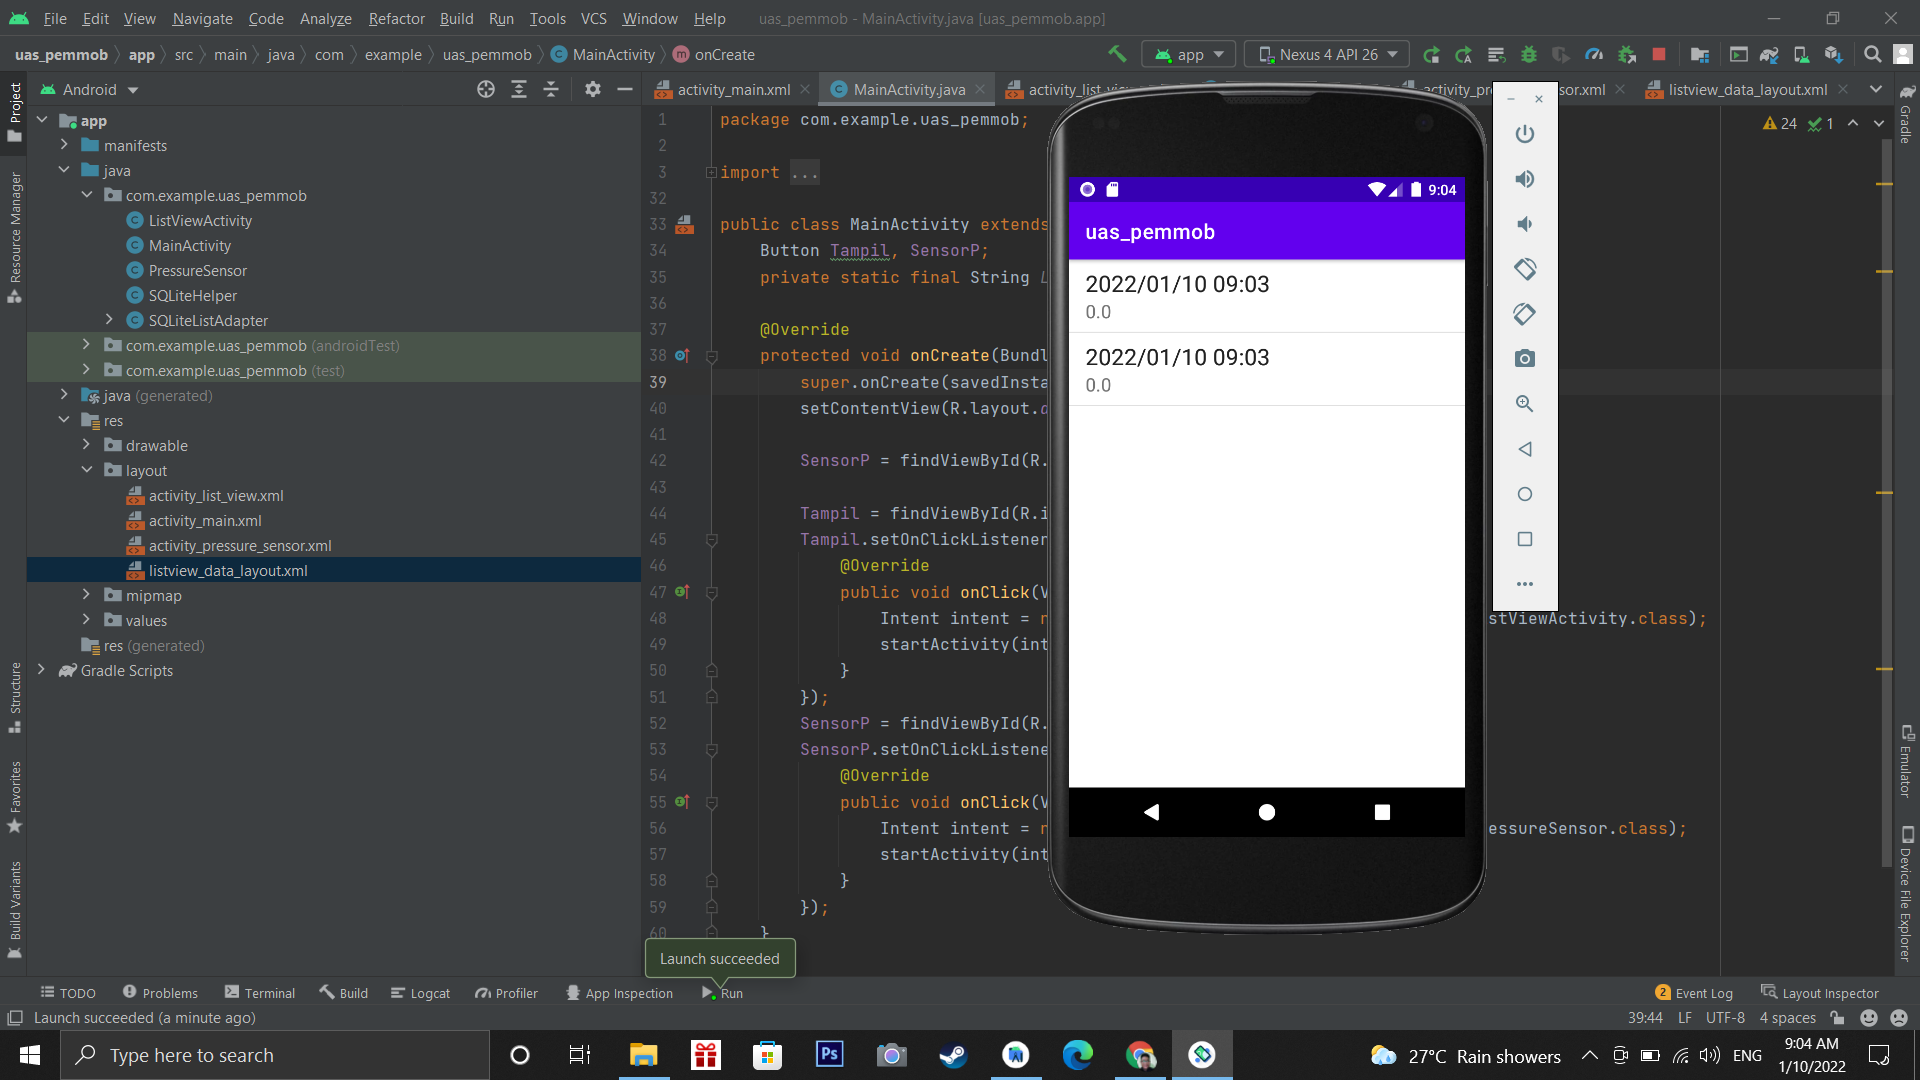 File Edit View Navigate Code Analyze Refactor Build Run Tools VCS Window Help uas_pemmob - MainActivity.java [uas_pemmob.app]
uas_pemmob app src main java com example uas_pemmob MainActivity onCreate
app Nexus 4 API 26
Android
activity_main.xml MainActivity.java activity_list_vie sor.xml listview_data_layout.xml
Project
Resource Manager
Structure
Favorites
Build Variants
app
manifests
java
com.example.uas_pemmob
ListViewActivity
MainActivity
PressureSensor
SQLiteHelper
SQLiteListAdapter
com.example.uas_pemmob (androidTest)
com.example.uas_pemmob (test)
java (generated)
res
drawable
layout
activity_list_view.xml
activity_main.xml
activity_pressure_sensor.xml
listview_data_layout.xml
mipmap
values
res (generated)
Gradle Scripts
24 1
1 package com.example.uas_pemmob;
2
3 import ...
32
33 public class MainActivity extends
34 Button Tampil, SensorP;
35 private static final String
36
37 @Override
38 protected void onCreate(Bundl
39 super.onCreate(savedInsta
40 setContentView(R.layout.a
41
42 SensorP = findViewById(R.
43
44 Tampil = findViewById(R.i
45 Tampil.setOnClickListener
46 @Override
47 public void onClick(V
48 Intent intent = n stViewActivity.class);
49 startActivity(int
50 }
51 });
52 SensorP = findViewById(R.
53 SensorP.setOnClickListene
54 @Override
55 public void onClick(V
56 Intent intent = n essureSensor.class);
57 startActivity(int
58 }
59 });
60 }
9:04
uas_pemmob
2022/01/10 09:03
0.0
2022/01/10 09:03
0.0
Gradle
Emulator
Device File Explorer
Launch succeeded
TODO Problems Terminal Build Logcat Profiler App Inspection Run 2 Event Log Layout Inspector
Launch succeeded (a minute ago) 39:44 LF UTF-8 4 spaces
Type here to search
Ps
27°C Rain showers
ENG
9:04 AM
1/10/2022